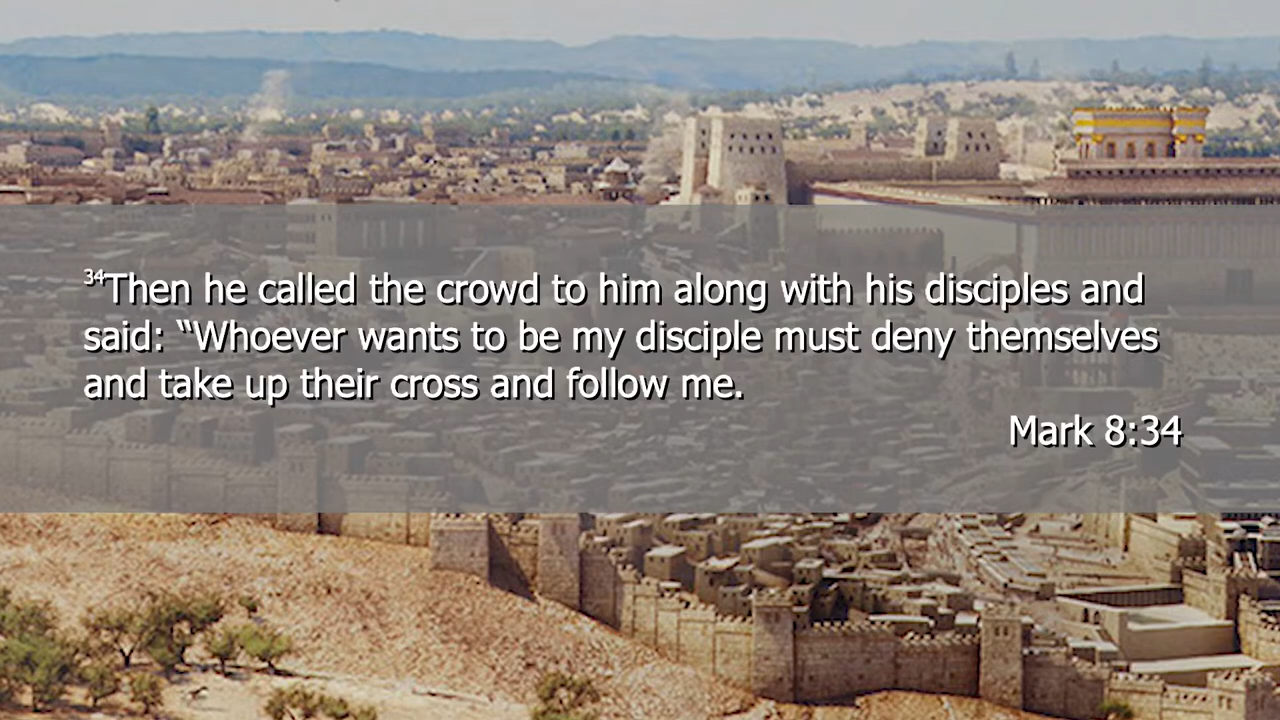 ³⁴Then he called the crowd to him along with his disciples and
said: “Whoever wants to be my disciple must deny themselves
and take up their cross and follow me.
Mark 8:34